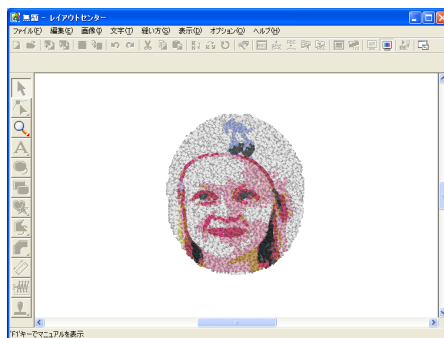 無題 - レイアウトセンター
ファイル(F) 編集(E) 画像(I) 文字(T) 縫い方(S) 表示(D) オプション(O) ヘルプ(H)
'F1'キーでマニュアルを表示